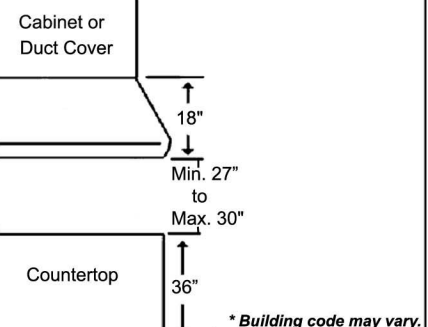 Cabinet or
Duct Cover
18"
Min. 27”
to
Max. 30"
Countertop
36”
* Building code may vary.